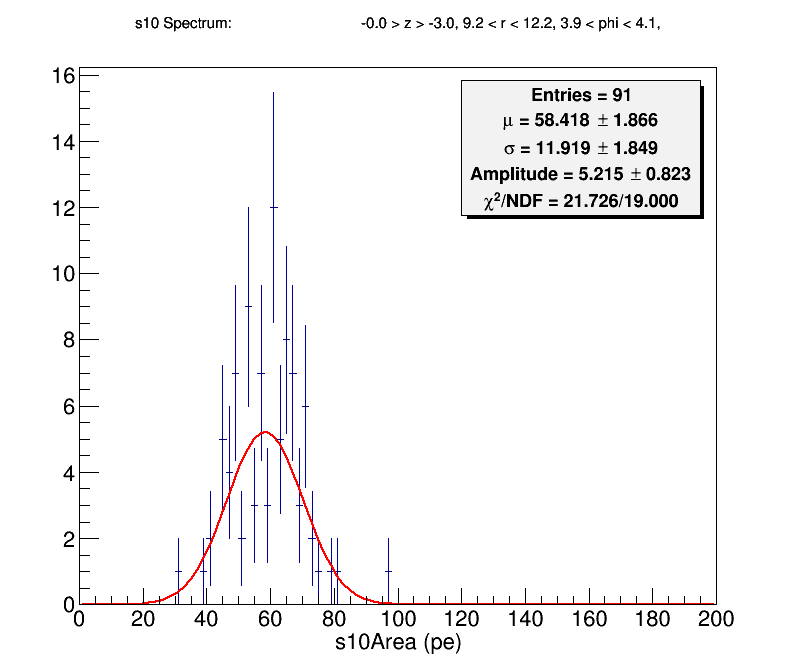 s10 Spectrum: -0.0 > z > -3.0, 9.2 < r < 12.2, 3.9 < phi < 4.1,
Entries = 91
μ = 58.418 ± 1.866
σ = 11.919 ± 1.849
Amplitude = 5.215 ± 0.823
χ²/NDF = 21.726/19.000
16
14
12
10
8
6
4
2
0
0 20 40 60 80 100 120 140 160 180 200
s10Area (pe)